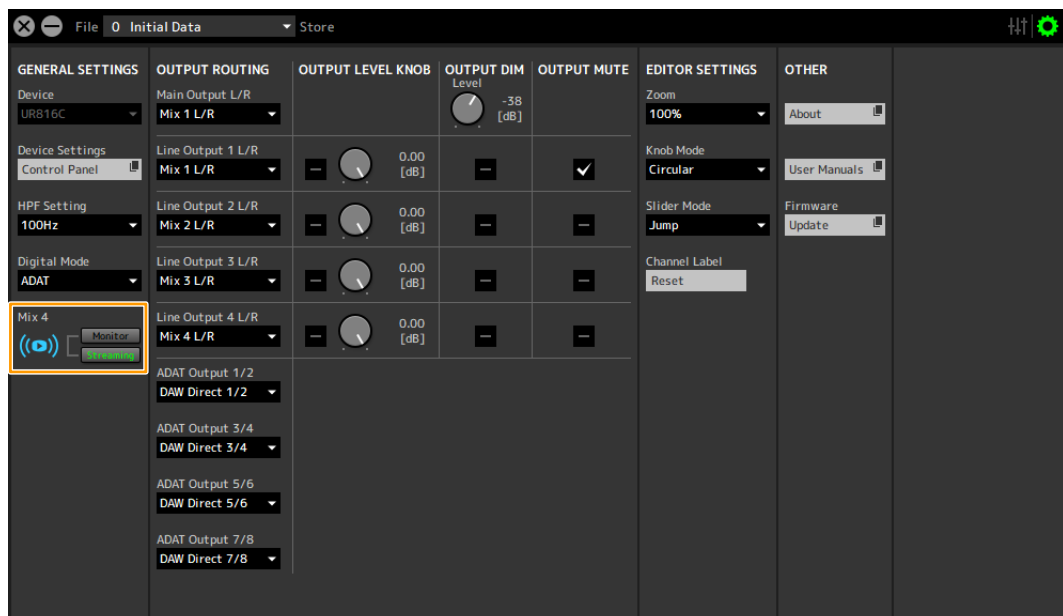 File 0 Initial Data Store
GENERAL SETTINGS
Device
UR816C
Device Settings
Control Panel
HPF Setting
100Hz
Digital Mode
ADAT
Mix 4
Monitor
Streaming
OUTPUT ROUTING
Main Output L/R
Mix 1 L/R
Line Output 1 L/R
Mix 1 L/R
Line Output 2 L/R
Mix 2 L/R
Line Output 3 L/R
Mix 3 L/R
Line Output 4 L/R
Mix 4 L/R
ADAT Output 1/2
DAW Direct 1/2
ADAT Output 3/4
DAW Direct 3/4
ADAT Output 5/6
DAW Direct 5/6
ADAT Output 7/8
DAW Direct 7/8
OUTPUT LEVEL KNOB
0.00
[dB]
0.00
[dB]
0.00
[dB]
0.00
[dB]
OUTPUT DIM
Level
-38
[dB]
OUTPUT MUTE
EDITOR SETTINGS
Zoom
100%
Knob Mode
Circular
Slider Mode
Jump
Channel Label
Reset
OTHER
About
User Manuals
Firmware
Update